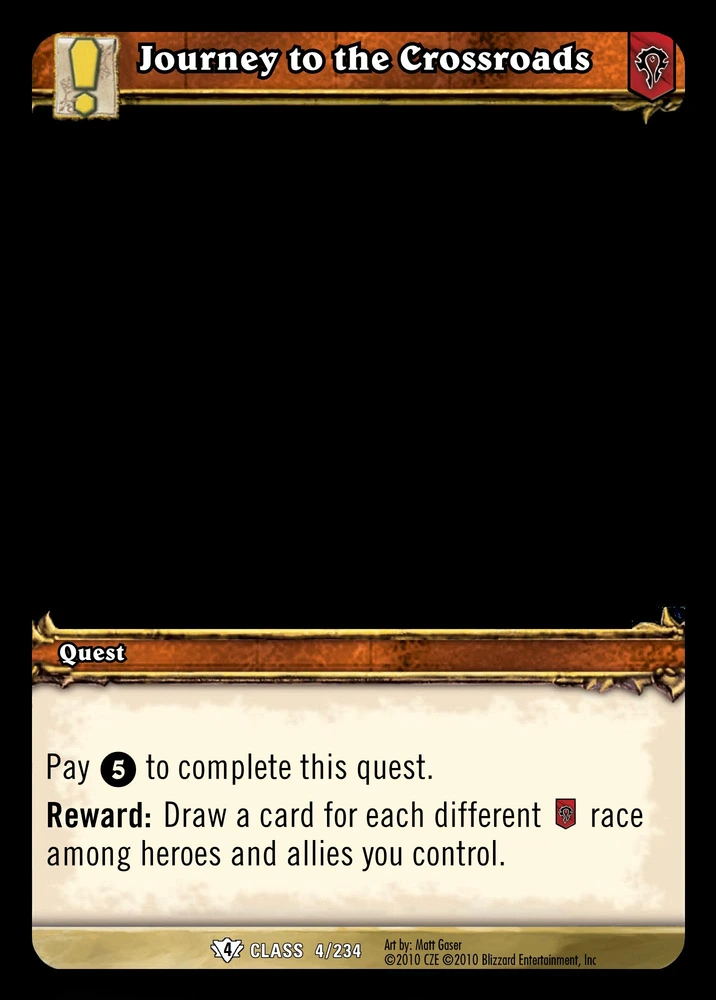 Journey to the Crossroads
Quest
Pay 5 to complete this quest.
Reward: Draw a card for each different race
among heroes and allies you control.
4 CLASS 4/234
Art by: Matt Gaser
©2010 CZE ©2010 Blizzard Entertainment, Inc